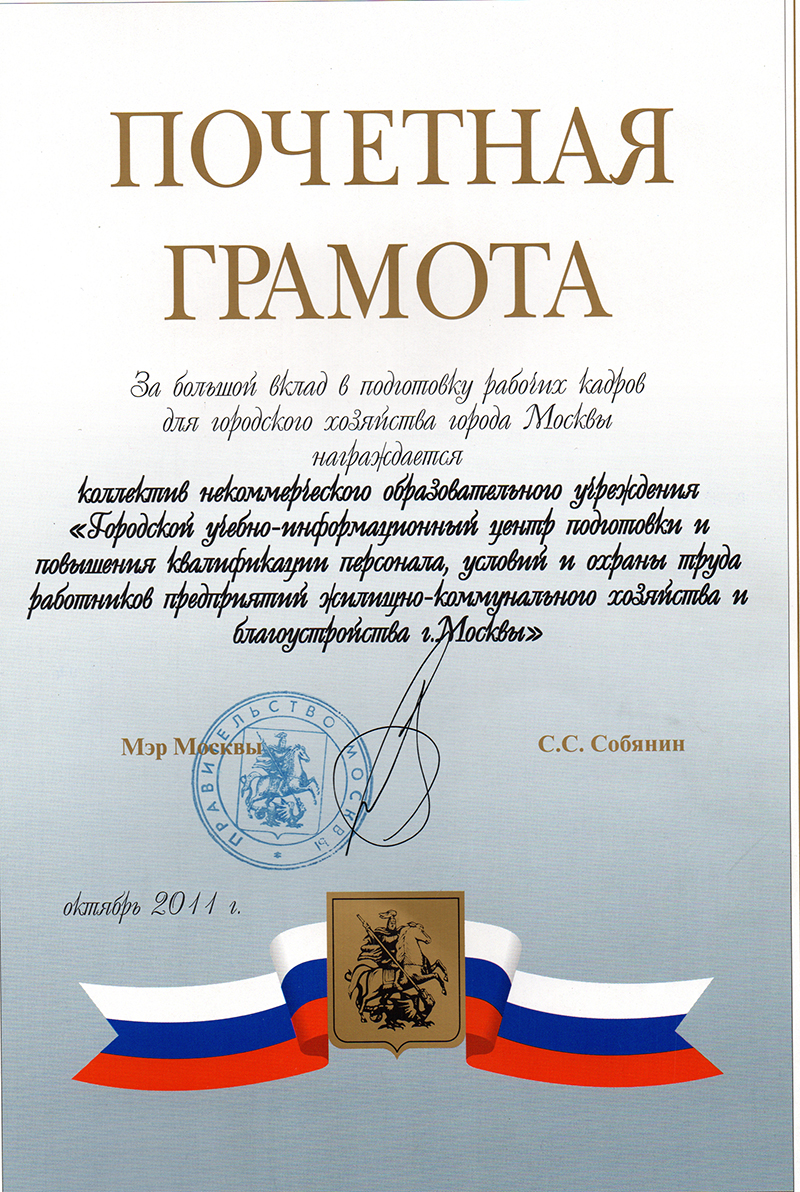 ПОЧЕТНАЯ
ГРАМОТА
За большой вклад в подготовку рабочих кадров
для городского хозяйства города Москвы
награждается
коллектив некоммерческого образовательного учреждения
«Городской учебно-информационный центр подготовки и
повышения квалификации персонала, условий и охраны труда
работников предприятий жилищно-коммунального хозяйства и
благоустройства г.Москвы»
Мэр Москвы
С.С. Собянин
ПРАВИТЕЛЬСТВО МОСКВЫ *
октябрь 2011 г.